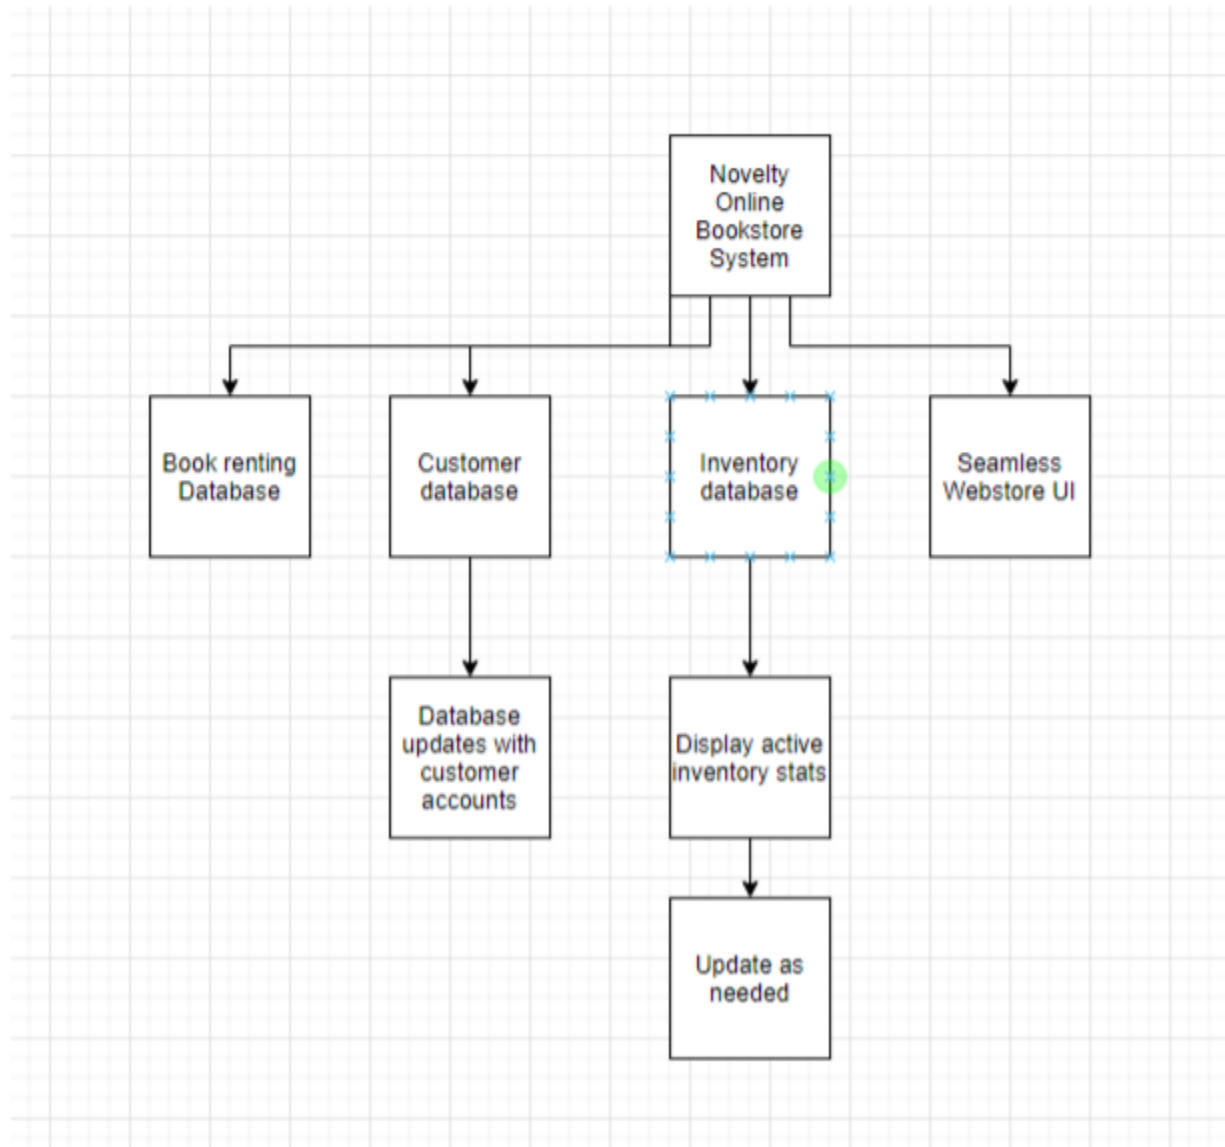 Novelty
Online
Bookstore
System
Book renting
Database
Customer
database
Inventory
database
Seamless
Webstore UI
Database
updates with
customer
accounts
Display active
inventory stats
Update as
needed